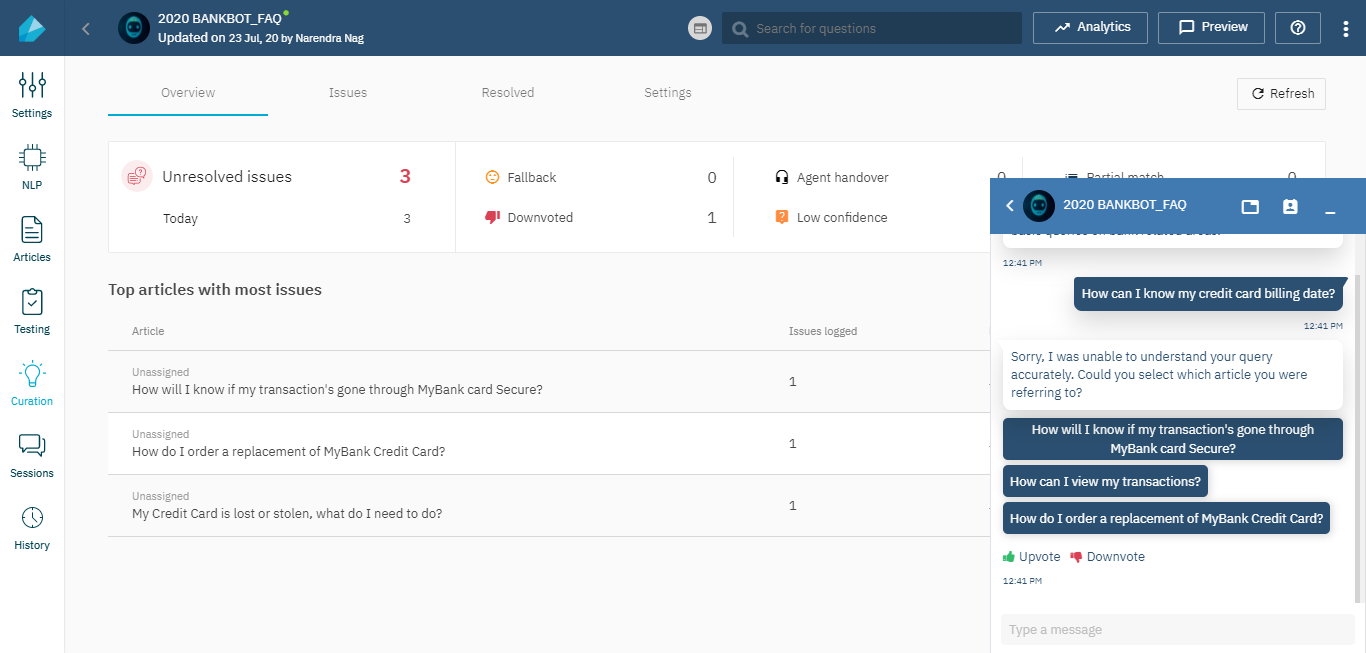 2020 BANKBOT_FAQ
Updated on 23 Jul, 20 by Narendra Nag
Search for questions
Analytics
Preview
Settings
NLP
Articles
Testing
Curation
Sessions
History
Overview
Issues
Resolved
Settings
Refresh
Unresolved issues 3
Today 3
Fallback 0
Downvoted 1
Agent handover 0
Low confidence
Partial match 0
Top articles with most issues
Article Issues logged
Unassigned
How will I know if my transaction's gone through MyBank card Secure? 1
Unassigned
How do I order a replacement of MyBank Credit Card? 1
Unassigned
My Credit Card is lost or stolen, what do I need to do? 1
2020 BANKBOT_FAQ
basic queries on bank related areas.
12:41 PM
How can I know my credit card billing date?
12:41 PM
Sorry, I was unable to understand your query
accurately. Could you select which article you were
referring to?
How will I know if my transaction's gone through
MyBank card Secure?
How can I view my transactions?
How do I order a replacement of MyBank Credit Card?
Upvote Downvote
12:41 PM
Type a message